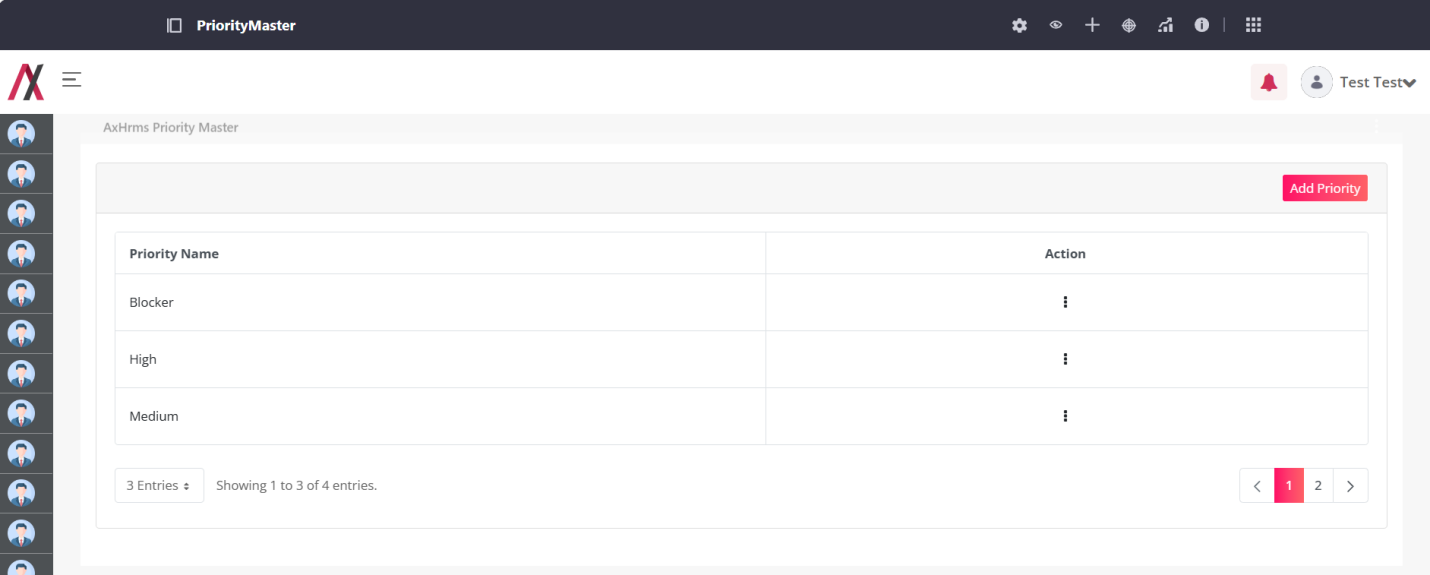 PriorityMaster
Test Test
AxHrms Priority Master
Add Priority
Priority Name Action
Blocker
High
Medium
3 Entries Showing 1 to 3 of 4 entries. 1 2